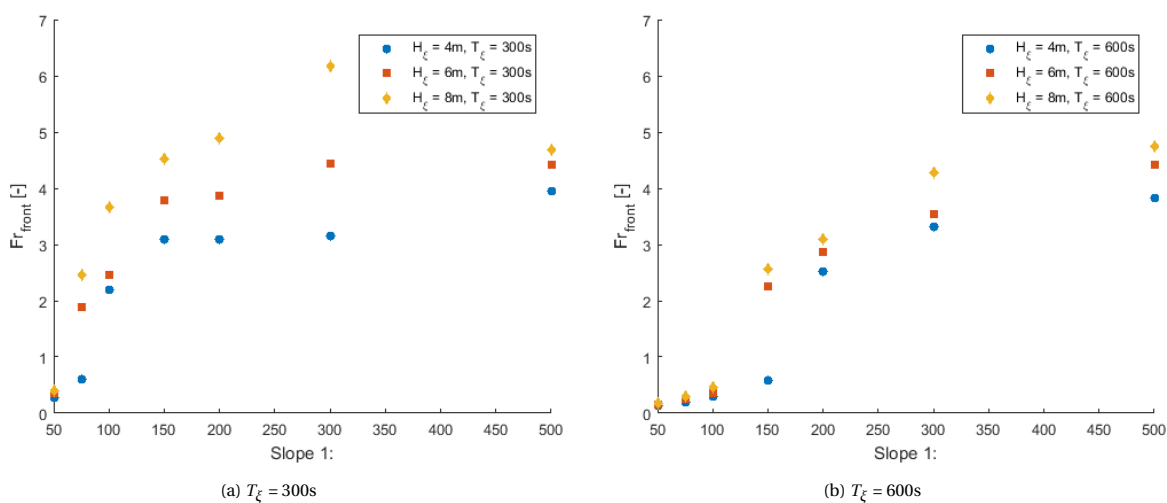 7
6
5
4
3
2
1
0
Fr_front [-]
H_ξ = 4m, T_ξ = 300s
H_ξ = 6m, T_ξ = 300s
H_ξ = 8m, T_ξ = 300s
50 100 150 200 250 300 350 400 450 500
Slope 1:
(a) T_ξ = 300s
7
6
5
4
3
2
1
0
Fr_front [-]
H_ξ = 4m, T_ξ = 600s
H_ξ = 6m, T_ξ = 600s
H_ξ = 8m, T_ξ = 600s
50 100 150 200 250 300 350 400 450 500
Slope 1:
(b) T_ξ = 600s